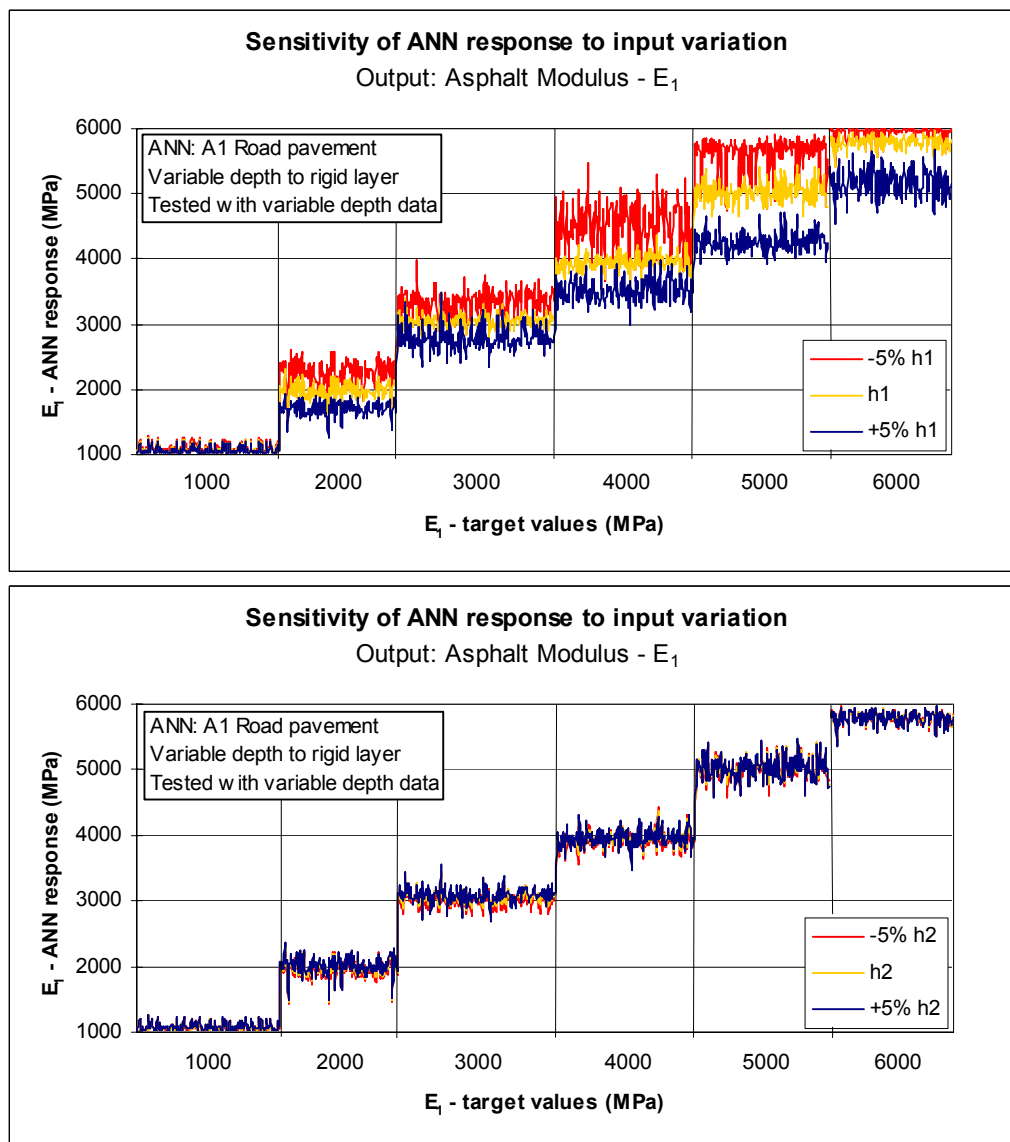 Sensitivity of ANN response to input variation
Output: Asphalt Modulus - E1
E1 - ANN response (MPa)
6000
5000
4000
3000
2000
1000
ANN: A1 Road pavement
Variable depth to rigid layer
Tested with variable depth data
-5% h1
h1
+5% h1
1000 2000 3000 4000 5000 6000
E1 - target values (MPa)
Sensitivity of ANN response to input variation
Output: Asphalt Modulus - E1
E1 - ANN response (MPa)
6000
5000
4000
3000
2000
1000
ANN: A1 Road pavement
Variable depth to rigid layer
Tested with variable depth data
-5% h2
h2
+5% h2
1000 2000 3000 4000 5000 6000
E1 - target values (MPa)